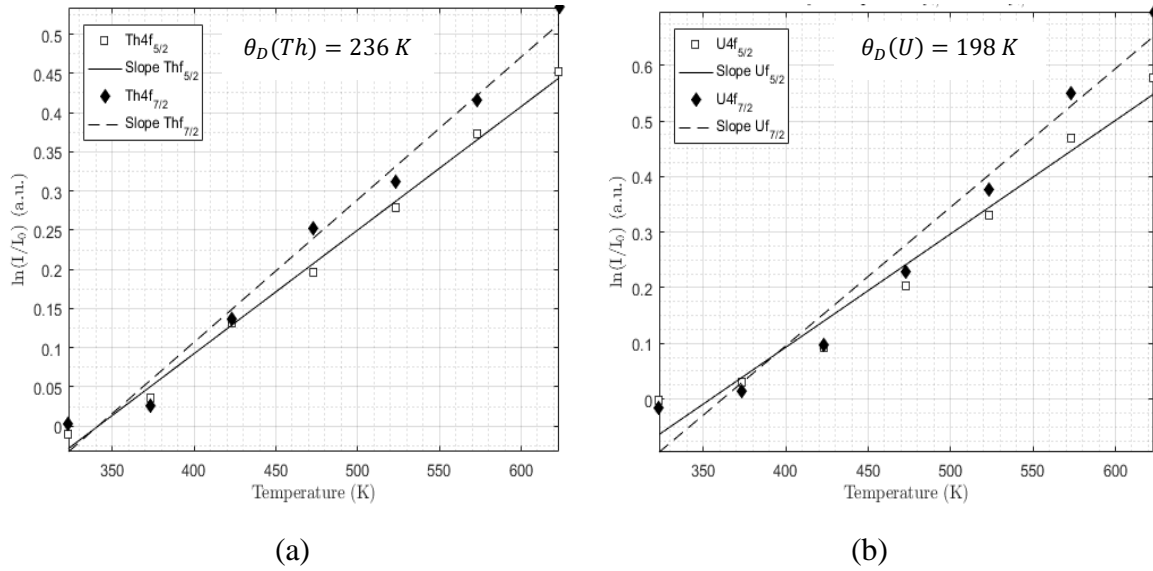 Th4f5/2
Slope Thf5/2
Th4f7/2
Slope Thf7/2
θD(Th) = 236 K
0.5
0.45
0.4
0.35
0.3
0.25
0.2
0.15
0.1
0.05
0
ln(I/I0) (a.u.)
350 400 450 500 550 600
Temperature (K)
(a)
U4f5/2
Slope Uf5/2
U4f7/2
Slope Uf7/2
θD(U) = 198 K
0.6
0.5
0.4
0.3
0.2
0.1
0
ln(I/I0) (a.u.)
350 400 450 500 550 600
Temperature (K)
(b)